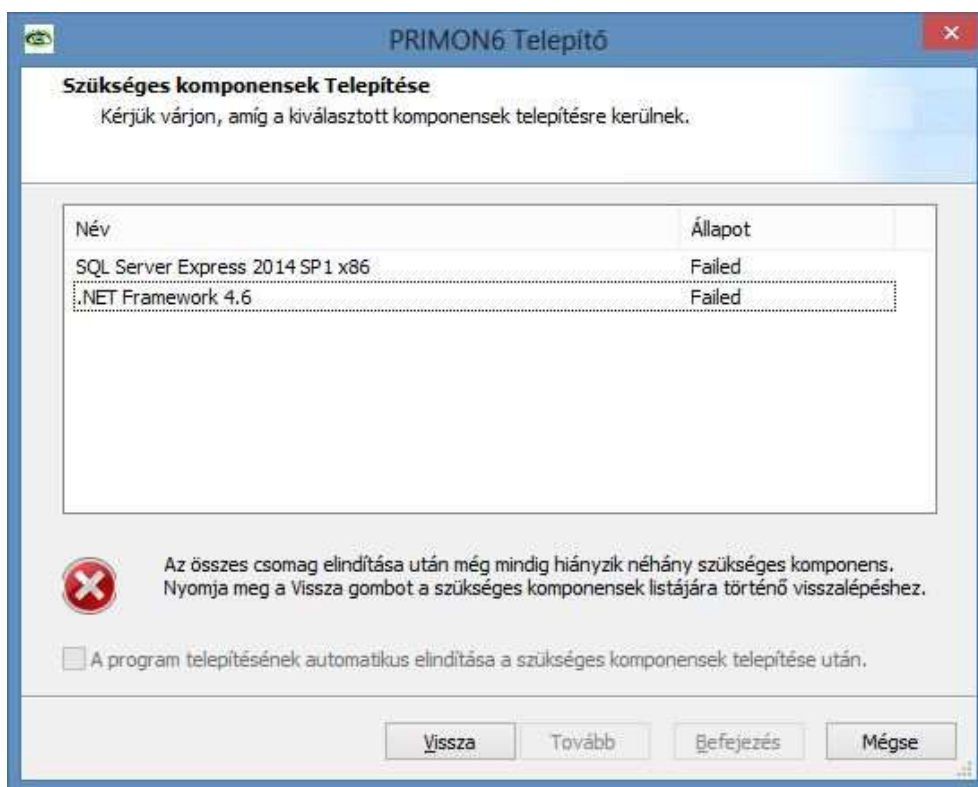 PRIMON6 Telepítő
Szükséges komponensek Telepítése
Kérjük várjon, amíg a kiválasztott komponensek telepítésre kerülnek.
Név Állapot
SQL Server Express 2014 SP1 x86 Failed
.NET Framework 4.6 Failed
Az összes csomag elindítása után még mindig hiányzik néhány szükséges komponens.
Nyomja meg a Vissza gombot a szükséges komponensek listájára történő visszalépéshez.
A program telepítésének automatikus elindítása a szükséges komponensek telepítése után.
Vissza Tovább Befejezés Mégse